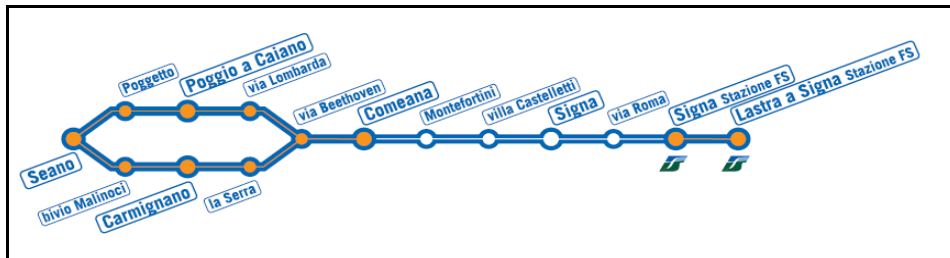 Poggetto
Poggio a Caiano
via Lombarda
via Beethoven
Comeana
Montefortini
villa Castelletti
Signa
via Roma
Signa Stazione FS
Lastra a Signa Stazione FS
Seano
bivio Malinoci
Carmignano
la Serra